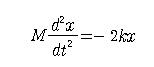 M d²x/dt² = − 2kx